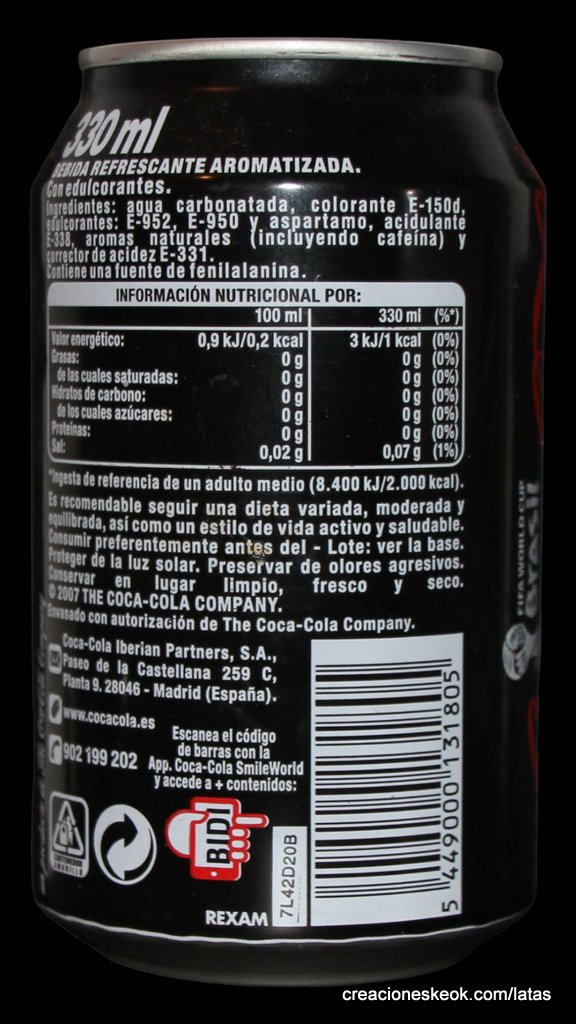 330 ml
BEBIDA REFRESCANTE AROMATIZADA.
Con edulcorantes.
Ingredientes: agua carbonatada, colorante E-150d,
edulcorantes: E-952, E-950 y aspartamo, acidulante
E-338, aromas naturales (incluyendo cafeína) y
corrector de acidez E-331.
Contiene una fuente de fenilalanina.
INFORMACIÓN NUTRICIONAL POR:
100 ml 330 ml (%*)
Valor energético: 0,9 kJ/0,2 kcal 3 kJ/1 kcal (0%)
Grasas: 0 g 0 g (0%)
de las cuales saturadas: 0 g 0 g (0%)
Hidratos de carbono: 0 g 0 g (0%)
de los cuales azúcares: 0 g 0 g (0%)
Proteínas: 0 g 0 g (0%)
Sal: 0,02 g 0,07 g (1%)
*Ingesta de referencia de un adulto medio (8.400 kJ/2.000 kcal).
Es recomendable seguir una dieta variada, moderada y
equilibrada, así como un estilo de vida activo y saludable.
Consumir preferentemente antes del - Lote: ver la base.
Proteger de la luz solar. Preservar de olores agresivos.
Conservar en lugar limpio, fresco y seco.
© 2007 THE COCA-COLA COMPANY.
Envasado con autorización de The Coca-Cola Company.
Coca-Cola Iberian Partners, S.A.,
Paseo de la Castellana 259 C,
Planta 9. 28046 - Madrid (España).
www.cocacola.es
902 199 202
Escanea el código
de barras con la
App. Coca-Cola SmileWorld
y accede a + contenidos:
BIDI
CONTENEDOR
AMARILLO
REXAM
7L42D20B
5 449000 131805
FIFA WORLD CUP
Brasil
creacioneskeok.com/latas